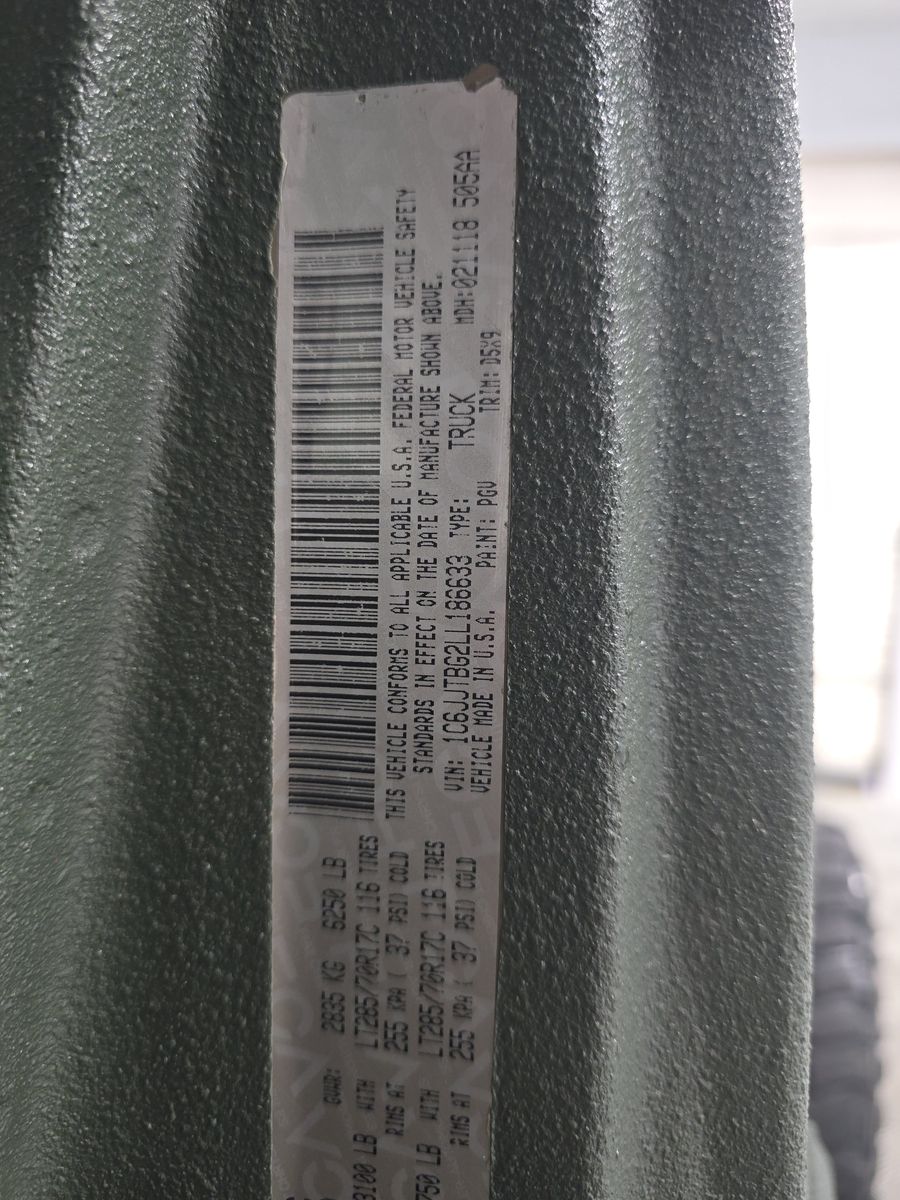 GVWR: 2835 KG 6250 LB
3100 LB WITH LT285/70R17C 116 TIRES
RIMS AT 255 KPA ( 37 PSI) COLD
750 LB WITH LT285/70R17C 116 TIRES
RIMS AT 255 KPA ( 37 PSI) COLD
THIS VEHICLE CONFORMS TO ALL APPLICABLE U.S.A. FEDERAL MOTOR VEHICLE SAFETY
STANDARDS IN EFFECT ON THE DATE OF MANUFACTURE SHOWN ABOVE.
VIN: 1C6JJTBG2LL186633 TYPE: TRUCK MDH:021118 505AA
VEHICLE MADE IN U.S.A. PAINT: PGV TRIM: D5X9